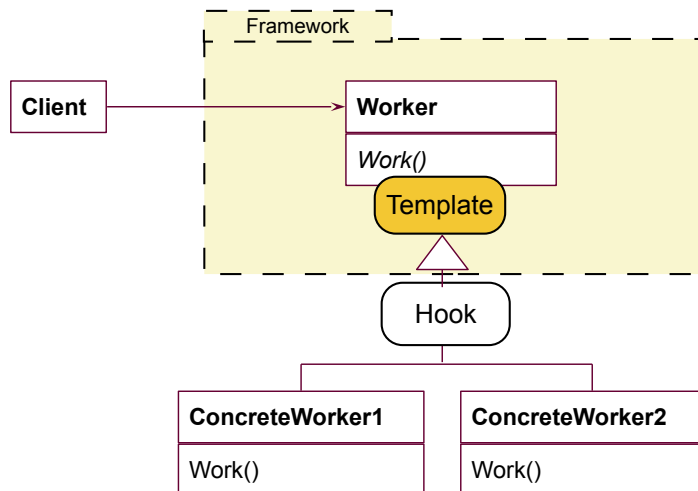 Framework
Client
Worker
Work()
Template
Hook
ConcreteWorker1
ConcreteWorker2
Work()
Work()